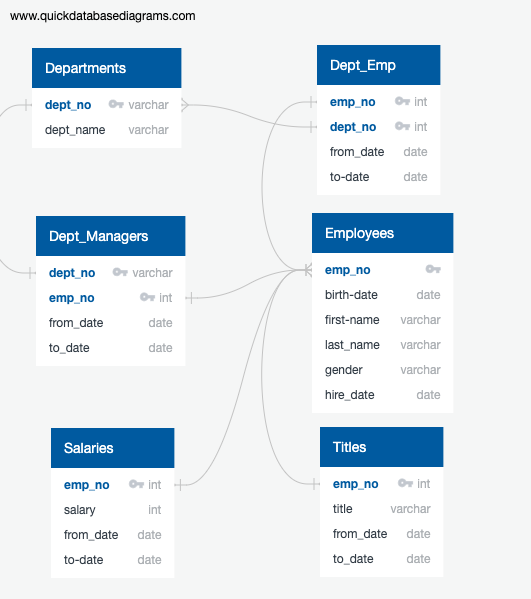 www.quickdatabasediagrams.com
Departments
dept_no varchar
dept_name varchar
Dept_Emp
emp_no int
dept_no int
from_date date
to-date date
Dept_Managers
dept_no varchar
emp_no int
from_date date
to_date date
Employees
emp_no
birth-date date
first-name varchar
last_name varchar
gender varchar
hire_date date
Salaries
emp_no int
salary int
from_date date
to-date date
Titles
emp_no int
title varchar
from_date date
to_date date